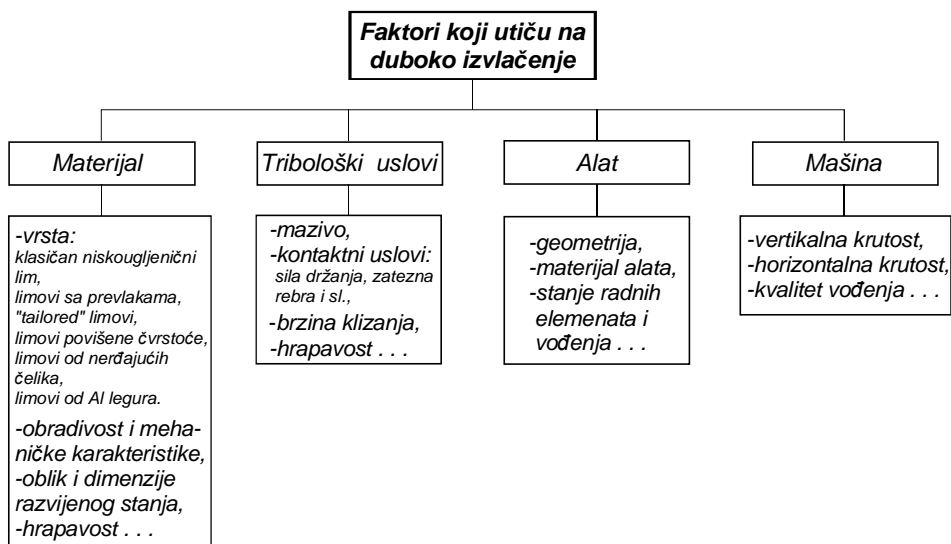 Faktori koji utiču na
duboko izvlačenje
Materijal
Tribološki uslovi
Alat
Mašina
-vrsta:
klasičan niskougljenični
lim,
limovi sa prevlakama,
"tailored" limovi,
limovi povišene čvrstoće,
limovi od nerđajućih
čelika,
limovi od Al legura.
-obradivost i meha-
ničke karakteristike,
-oblik i dimenzije
razvijenog stanja,
-hrapavost . . .
-mazivo,
-kontaktni uslovi:
sila držanja, zatezna
rebra i sl.,
-brzina klizanja,
-hrapavost . . .
-geometrija,
-materijal alata,
-stanje radnih
elemenata i
vođenja . . .
-vertikalna krutost,
-horizontalna krutost,
-kvalitet vođenja . . .